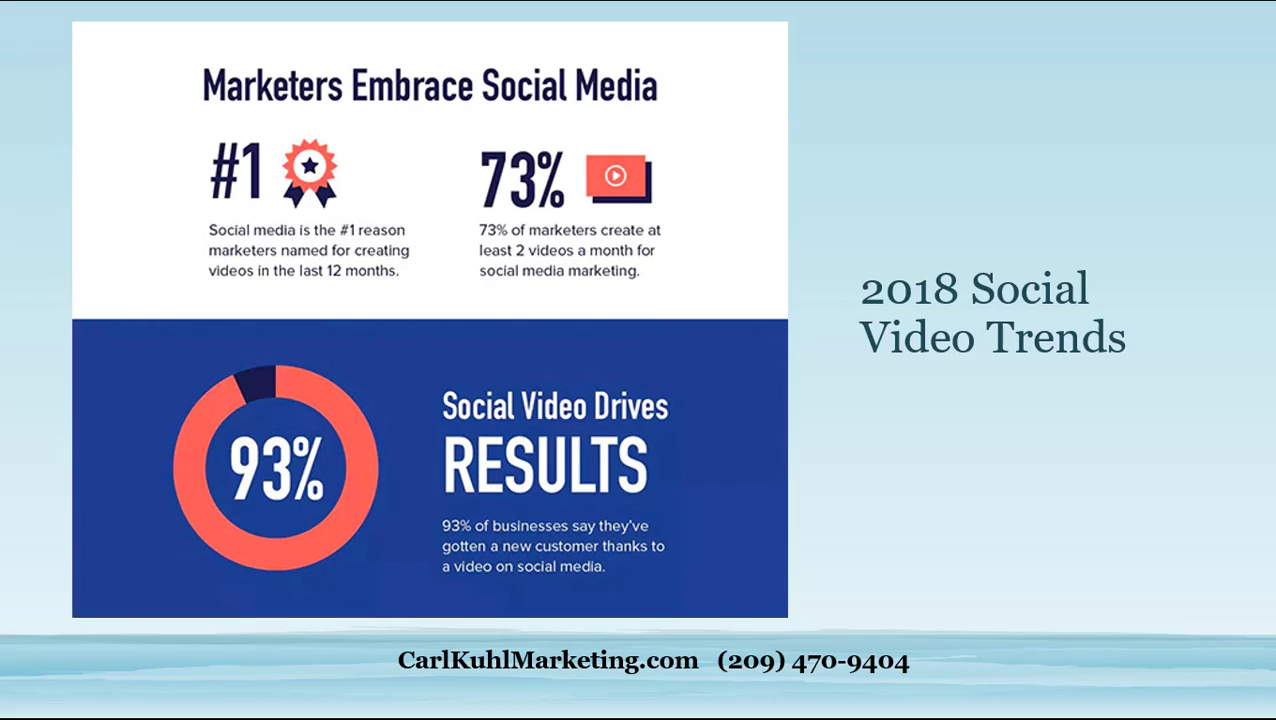 Marketers Embrace Social Media
#1
Social media is the #1 reason
marketers named for creating
videos in the last 12 months.
73%
73% of marketers create at
least 2 videos a month for
social media marketing.
93%
Social Video Drives
RESULTS
93% of businesses say they've
gotten a new customer thanks to
a video on social media.
2018 Social
Video Trends
CarlKuhlMarketing.com (209) 470-9404